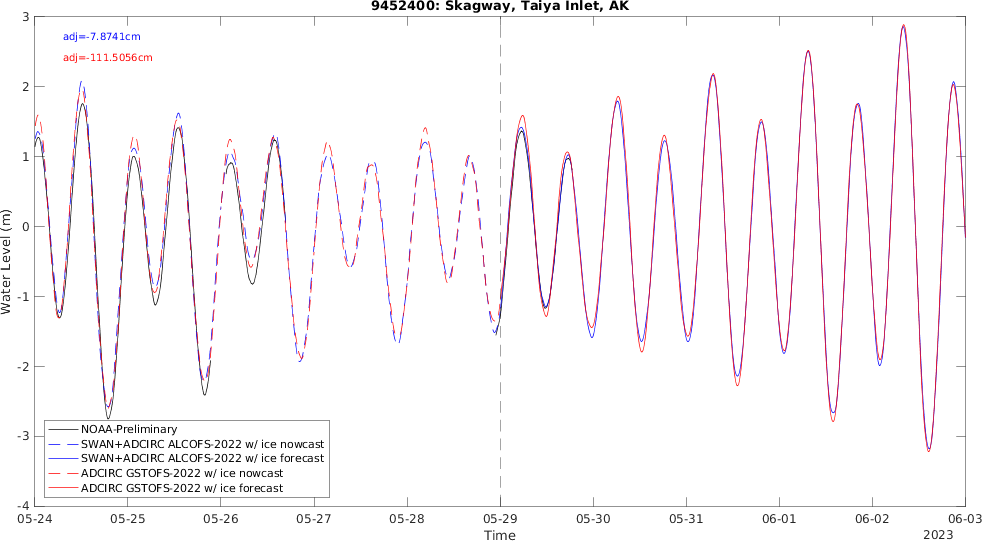 9452400: Skagway, Taiya Inlet, AK
adj=-7.8741cm
adj=-111.5056cm
3
2
1
0
-1
-2
-3
-4
Water Level (m)
NOAA-Preliminary
SWAN+ADCIRC ALCOFS-2022 w/ ice nowcast
SWAN+ADCIRC ALCOFS-2022 w/ ice forecast
ADCIRC GSTOFS-2022 w/ ice nowcast
ADCIRC GSTOFS-2022 w/ ice forecast
05-24 05-25 05-26 05-27 05-28 05-29 05-30 05-31 06-01 06-02 06-03
Time
2023